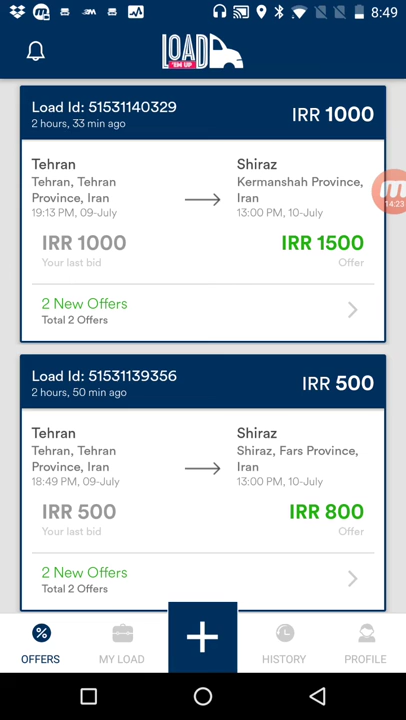 8:49
LOAD
'EM UP
Load Id: 51531140329
2 hours, 33 min ago
IRR 1000
Tehran
Tehran, Tehran
Province, Iran
19:13 PM, 09-July
Shiraz
Kermanshah Province,
Iran
13:00 PM, 10-July
14:23
IRR 1000
Your last bid
IRR 1500
Offer
2 New Offers
Total 2 Offers
Load Id: 51531139356
2 hours, 50 min ago
IRR 500
Tehran
Tehran, Tehran
Province, Iran
18:49 PM, 09-July
Shiraz
Shiraz, Fars Province,
Iran
13:00 PM, 10-July
IRR 500
Your last bid
IRR 800
Offer
2 New Offers
Total 2 Offers
OFFERS
MY LOAD
HISTORY
PROFILE